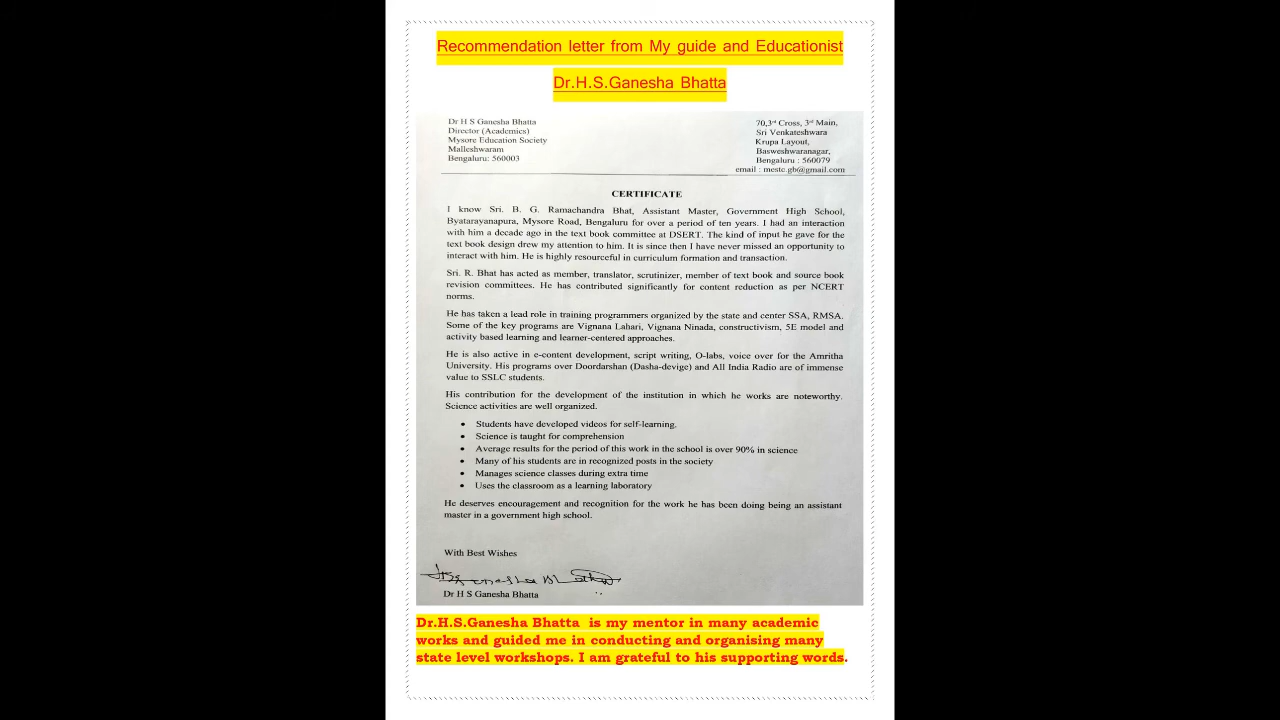 Recommendation letter from My guide and Educationist
Dr.H.S.Ganesha Bhatta
Dr H S Ganesha Bhatta
Director (Academics)
Mysore Education Society
Malleshwaram
Bengaluru: 560003
70,3rd Cross, 3rd Main,
Sri Venkateshwara
Krupa Layout,
Basweshwaranagar,
Bengaluru : 560079
email : mestc.gb@gmail.com
CERTIFICATE
I know Sri. B. G. Ramachandra Bhat, Assistant Master, Government High School,
Byatarayanapura, Mysore Road, Bengaluru for over a period of ten years. I had an interaction
with him a decade ago in the text book committee at DSERT. The kind of input he gave for the
text book design drew my attention to him. It is since then I have never missed an opportunity to
interact with him. He is highly resourceful in curriculum formation and transaction.
Sri. R. Bhat has acted as member, translator, scrutinizer, member of text book and source book
revision committees. He has contributed significantly for content reduction as per NCERT
norms.
He has taken a lead role in training programmers organized by the state and center SSA, RMSA.
Some of the key programs are Vignana Lahari, Vignana Ninada, constructivism, 5E model and
activity based learning and learner-centered approaches.
He is also active in e-content development, script writing, O-labs, voice over for the Amritha
University. His programs over Doordarshan (Dasha-devige) and All India Radio are of immense
value to SSLC students.
His contribution for the development of the institution in which he works are noteworthy.
Science activities are well organized.
• Students have developed videos for self-learning.
• Science is taught for comprehension
• Average results for the period of this work in the school is over 90% in science
• Many of his students are in recognized posts in the society
• Manages science classes during extra time
• Uses the classroom as a learning laboratory
He deserves encouragement and recognition for the work he has been doing being an assistant
master in a government high school.
With Best Wishes
Dr H S Ganesha Bhatta
Dr.H.S.Ganesha Bhatta is my mentor in many academic
works and guided me in conducting and organising many
state level workshops. I am grateful to his supporting words.